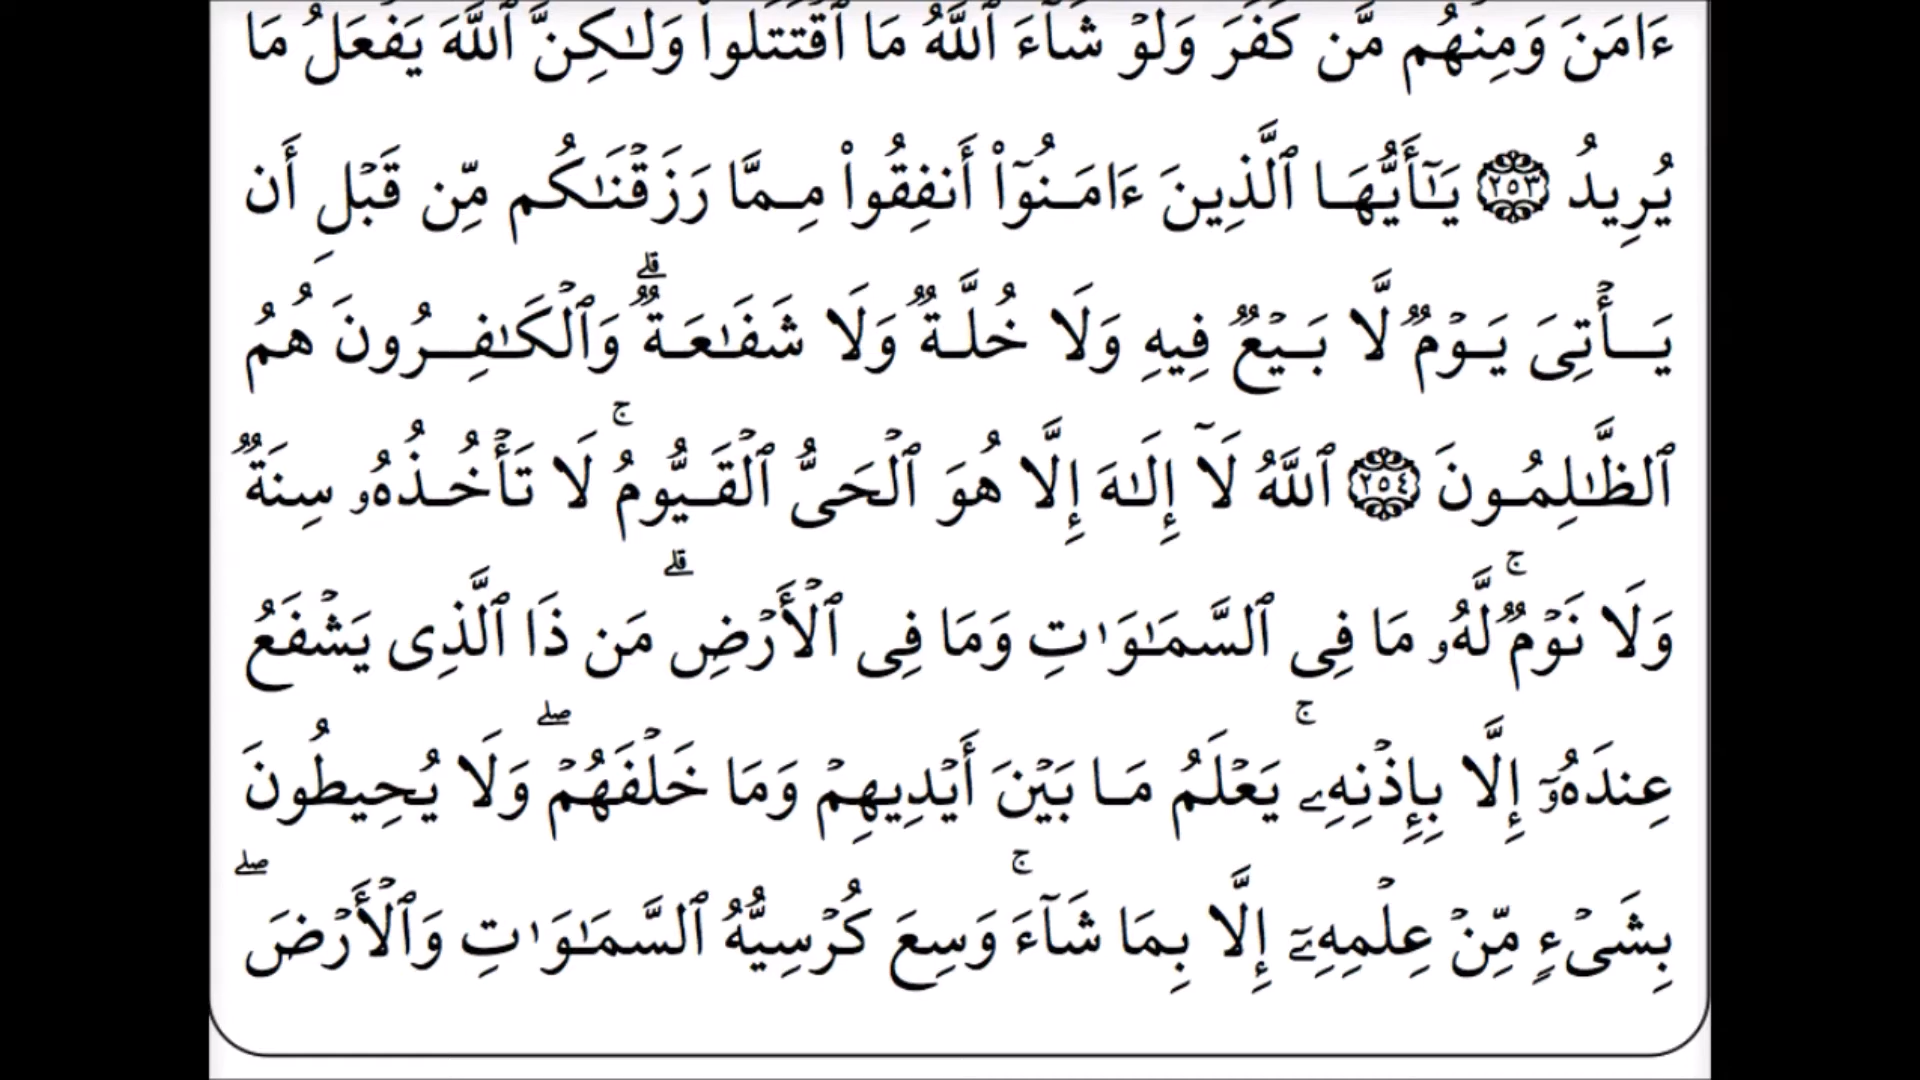 ءَامَنَ وَمِنْهُم مَّن كَفَرَ وَلَوْ شَآءَ ٱللَّهُ مَا ٱقْتَتَلُوا۟ وَلَـٰكِنَّ ٱللَّهَ يَفْعَلُ مَا
يُرِيدُ ٢٥٣ يَـٰٓأَيُّهَا ٱلَّذِينَ ءَامَنُوٓا۟ أَنفِقُوا۟ مِمَّا رَزَقْنَـٰكُم مِّن قَبْلِ أَن
يَأْتِىَ يَوْمٌ لَّا بَيْعٌ فِيهِ وَلَا خُلَّةٌ وَلَا شَفَـٰعَةٌ ۗ وَٱلْكَـٰفِرُونَ هُمُ
ٱلظَّـٰلِمُونَ ٢٥٤ ٱللَّهُ لَآ إِلَـٰهَ إِلَّا هُوَ ٱلْحَىُّ ٱلْقَيُّومُ ۚ لَا تَأْخُذُهُۥ سِنَةٌ
وَلَا نَوْمٌ ۚ لَّهُۥ مَا فِى ٱلسَّمَـٰوَٰتِ وَمَا فِى ٱلْأَرْضِ ۗ مَن ذَا ٱلَّذِى يَشْفَعُ
عِندَهُۥٓ إِلَّا بِإِذْنِهِۦ ۚ يَعْلَمُ مَا بَيْنَ أَيْدِيهِمْ وَمَا خَلْفَهُمْ ۖ وَلَا يُحِيطُونَ
بِشَىْءٍ مِّنْ عِلْمِهِۦٓ إِلَّا بِمَا شَآءَ ۚ وَسِعَ كُرْسِيُّهُ ٱلسَّمَـٰوَٰتِ وَٱلْأَرْضَ ۖ